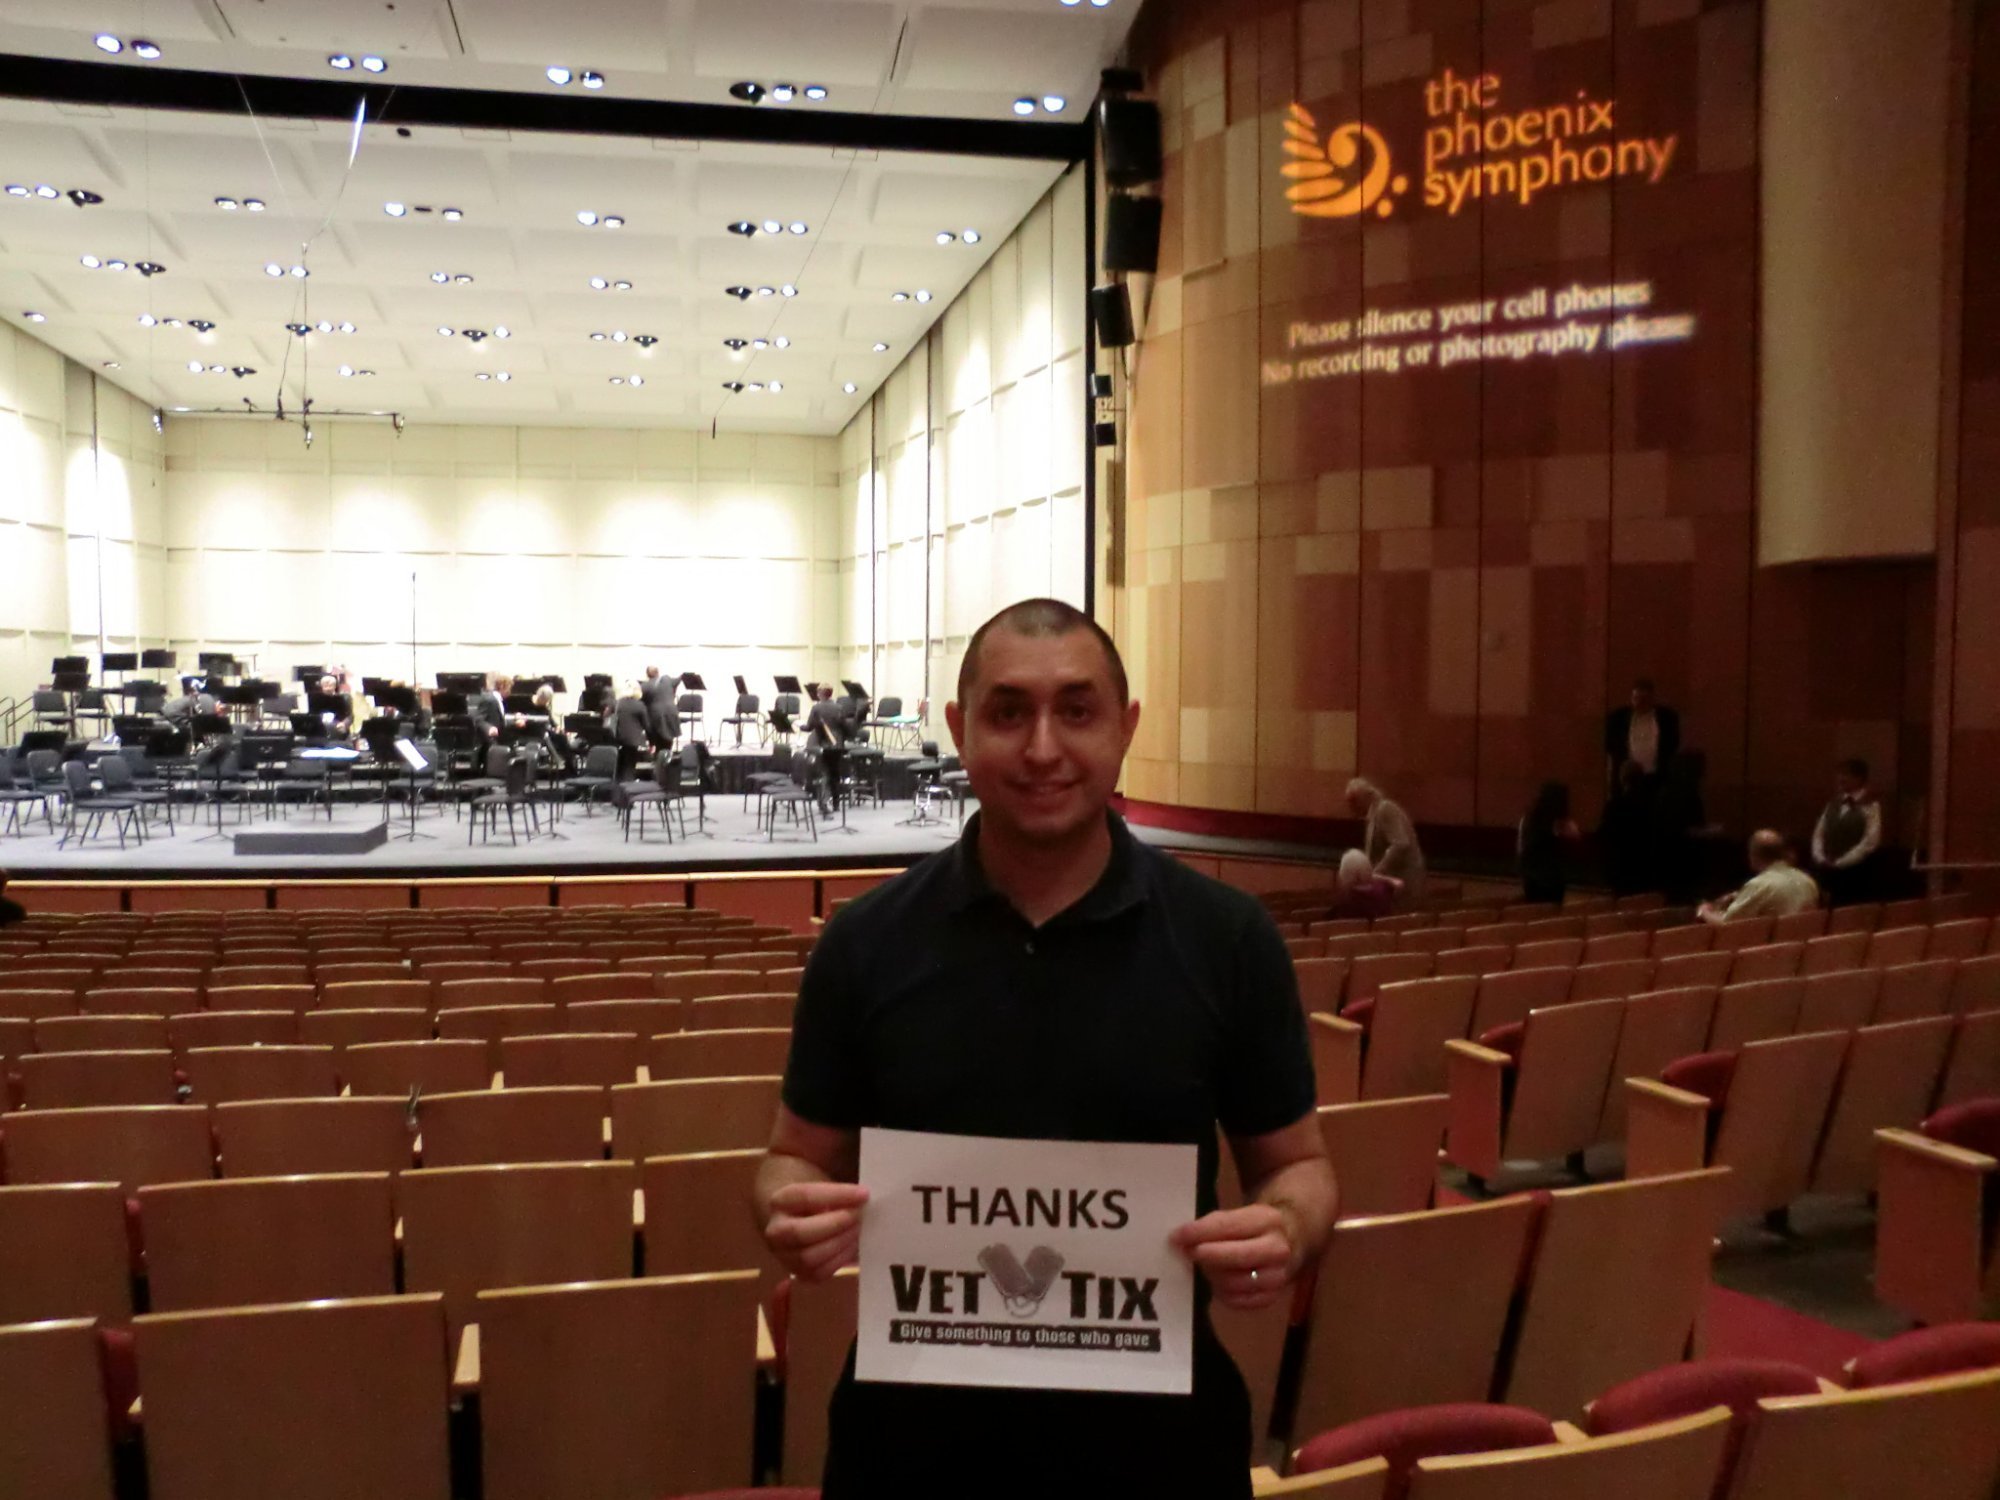 the
phoenix
symphony
Please silence your cell phones
No recording or photography please
THANKS
VET TIX
Give something to those who gave